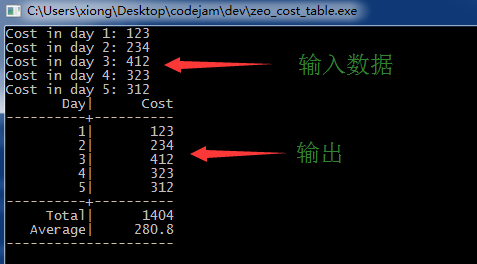 C:\Users\xiong\Desktop\codejam\dev\zeo_cost_table.exe
Cost in day 1: 123
Cost in day 2: 234
Cost in day 3: 412
Cost in day 4: 323
Cost in day 5: 312
输入数据
       Day|      Cost
----------+----------
         1|       123
         2|       234
         3|       412
         4|       323
         5|       312
输出
----------+----------
     Total|      1404
   Average|     280.8
---------------------